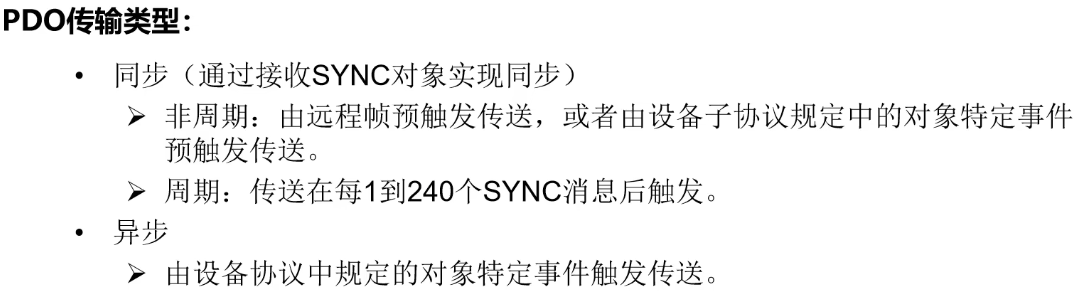 PDO传输类型：
• 同步（通过接收SYNC对象实现同步）
➢ 非周期：由远程帧预触发传送，或者由设备子协议规定中的对象特定事件
预触发传送。
➢ 周期：传送在每1到240个SYNC消息后触发。
• 异步
➢ 由设备协议中规定的对象特定事件触发传送。